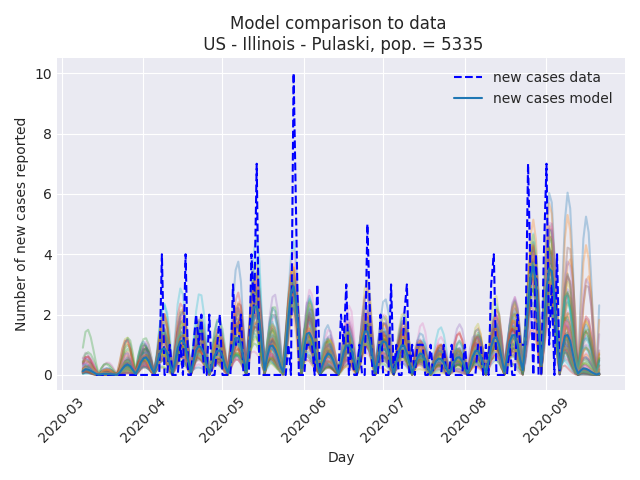 Model comparison to data
US - Illinois - Pulaski, pop. = 5335
new cases data
new cases model
Number of new cases reported
10
8
6
4
2
0
2020-03
2020-04
2020-05
2020-06
2020-07
2020-08
2020-09
Day